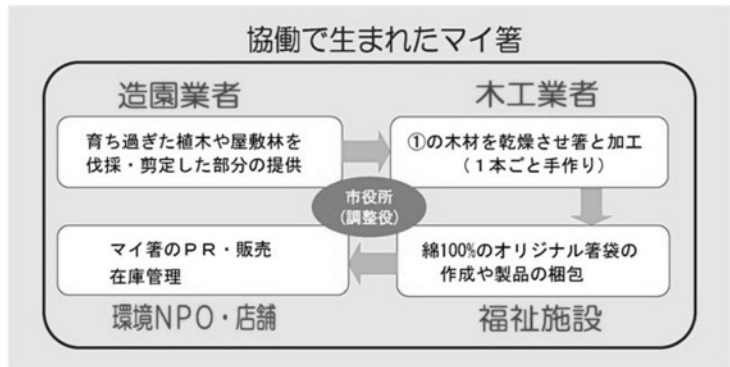 協働で生まれたマイ箸
造園業者
木工業者
育ち過ぎた植木や屋敷林を
伐採・剪定した部分の提供
①の木材を乾燥させ箸と加工
(1本ごと手作り)
市役所
(調整役)
マイ箸のPR・販売
在庫管理
綿100%のオリジナル箸袋の
作成や製品の梱包
環境NPO・店舗
福祉施設